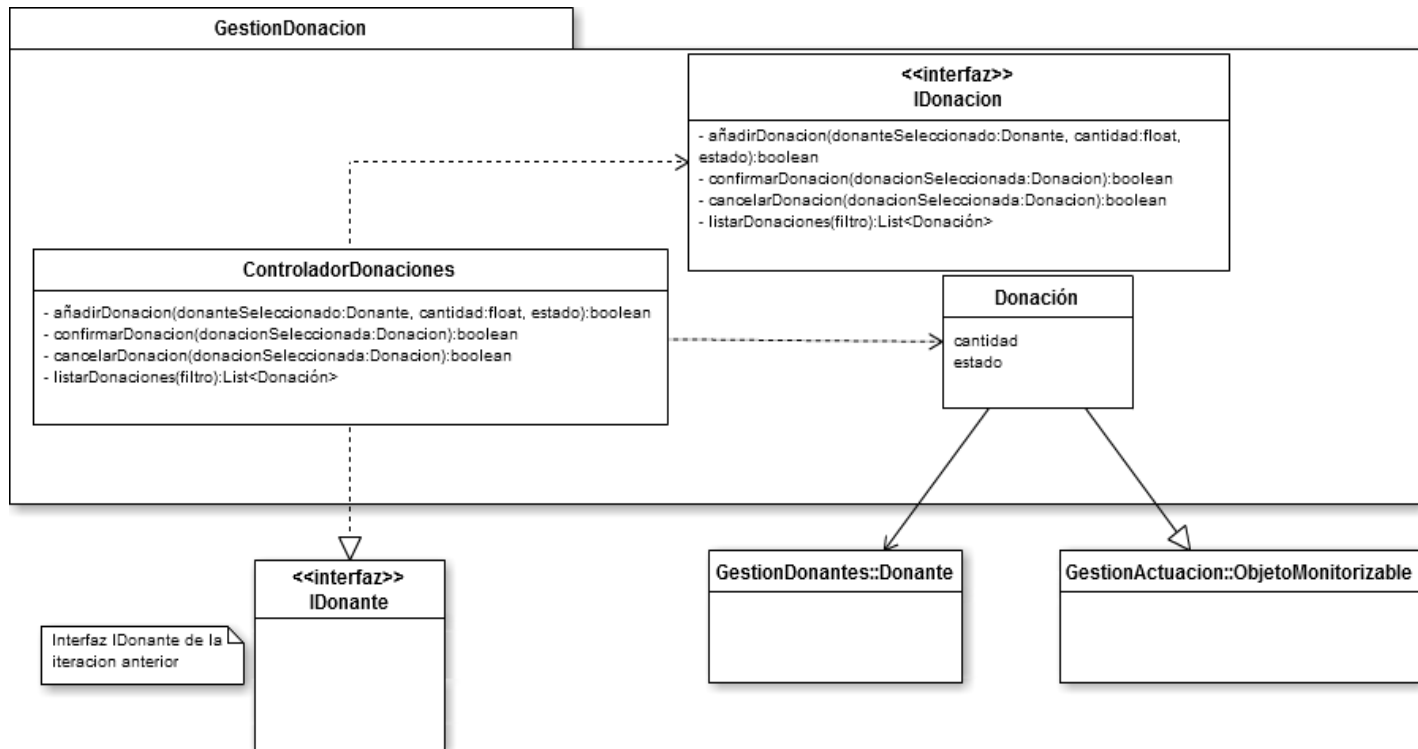 GestionDonacion
<<interfaz>>
IDonacion
- añadirDonacion(donanteSeleccionado:Donante, cantidad:float,
estado):boolean
- confirmarDonacion(donacionSeleccionada:Donacion):boolean
- cancelarDonacion(donacionSeleccionada:Donacion):boolean
- listarDonaciones(filtro):List<Donación>
ControladorDonaciones
- añadirDonacion(donanteSeleccionado:Donante, cantidad:float, estado):boolean
- confirmarDonacion(donacionSeleccionada:Donacion):boolean
- cancelarDonacion(donacionSeleccionada:Donacion):boolean
- listarDonaciones(filtro):List<Donación>
Donación
cantidad
estado
<<interfaz>>
IDonante
Interfaz IDonante de la
iteracion anterior
GestionDonantes::Donante
GestionActuacion::ObjetoMonitorizable